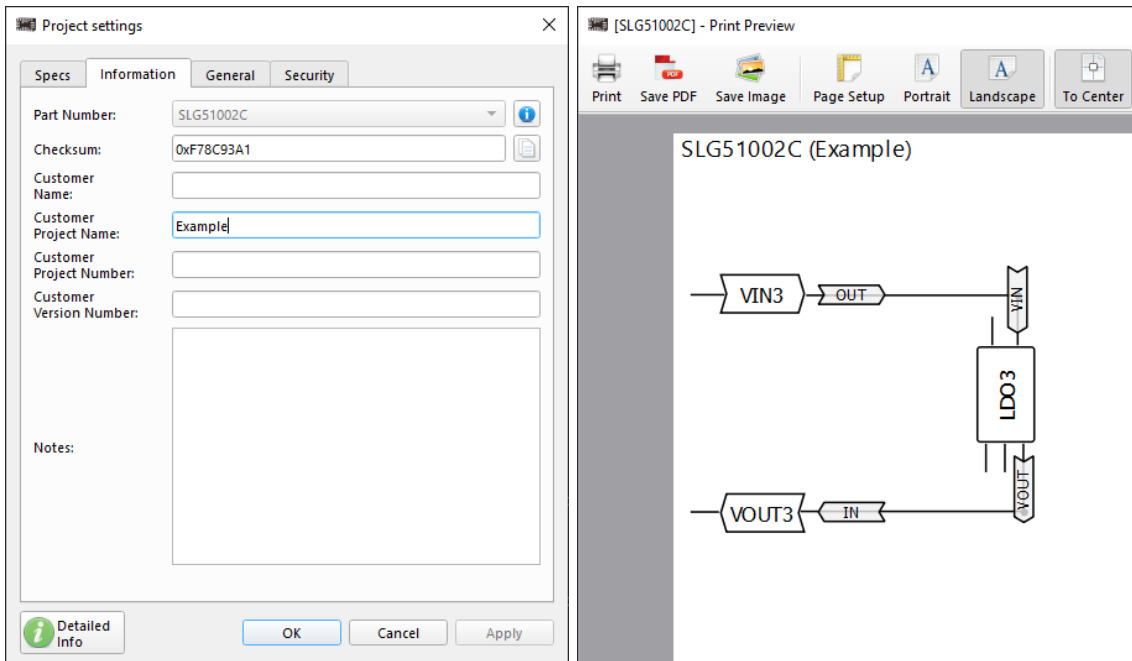 Project settings
Specs Information General Security
Part Number: SLG51002C
Checksum: 0xF78C93A1
Customer
Name:
Customer
Project Name: Example
Customer
Project Number:
Customer
Version Number:
Notes:
Detailed
Info
OK Cancel Apply
[SLG51002C] - Print Preview
PDF A A
Print Save PDF Save Image Page Setup Portrait Landscape To Center
SLG51002C (Example)
VIN3 OUT VIN
LDO3
VOUT3 IN VOUT